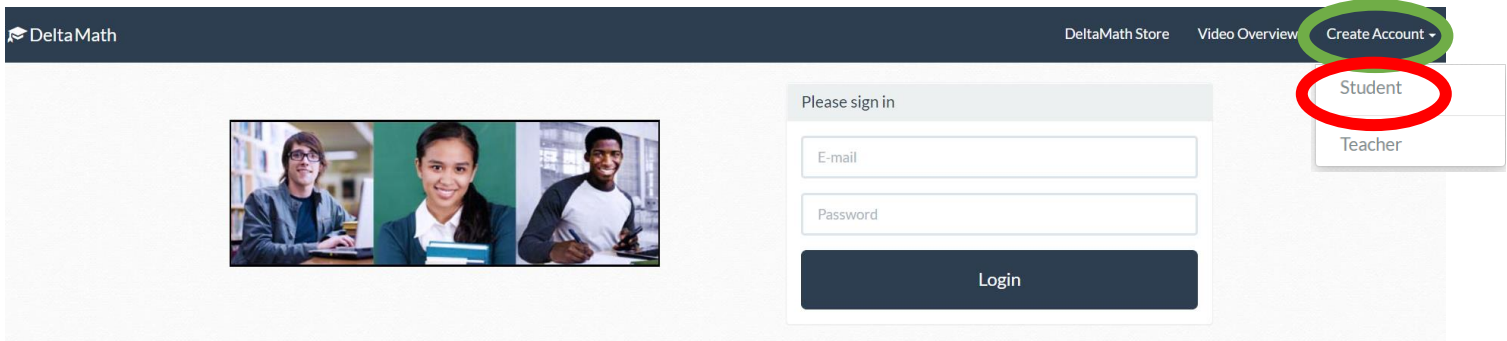 DeltaMath
DeltaMath Store Video Overview Create Account
Student
Teacher
Please sign in
E-mail
Password
Login